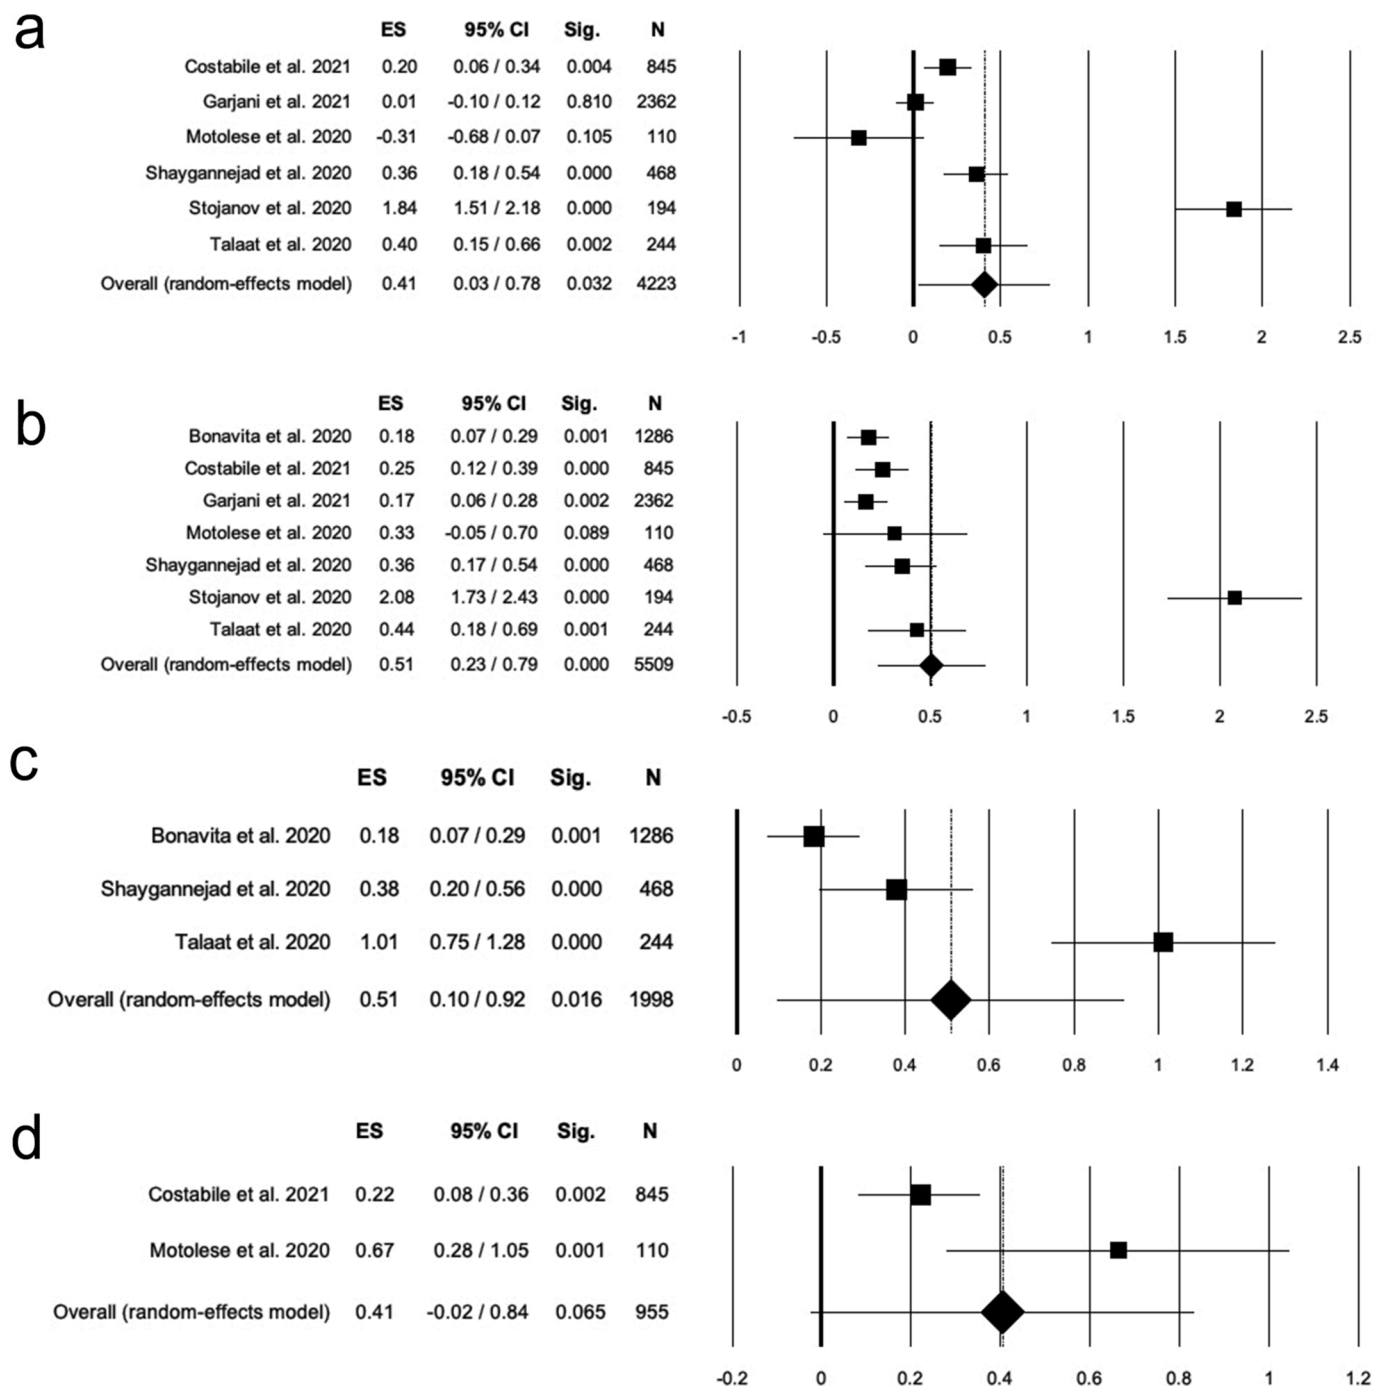 a
ES 95% CI Sig. N
Costabile et al. 2021 0.20 0.06 / 0.34 0.004 845
Garjani et al. 2021 0.01 -0.10 / 0.12 0.810 2362
Motolese et al. 2020 -0.31 -0.68 / 0.07 0.105 110
Shaygannejad et al. 2020 0.36 0.18 / 0.54 0.000 468
Stojanov et al. 2020 1.84 1.51 / 2.18 0.000 194
Talaat et al. 2020 0.40 0.15 / 0.66 0.002 244
Overall (random-effects model) 0.41 0.03 / 0.78 0.032 4223
-1 -0.5 0 0.5 1 1.5 2 2.5
b
ES 95% CI Sig. N
Bonavita et al. 2020 0.18 0.07 / 0.29 0.001 1286
Costabile et al. 2021 0.25 0.12 / 0.39 0.000 845
Garjani et al. 2021 0.17 0.06 / 0.28 0.002 2362
Motolese et al. 2020 0.33 -0.05 / 0.70 0.089 110
Shaygannejad et al. 2020 0.36 0.17 / 0.54 0.000 468
Stojanov et al. 2020 2.08 1.73 / 2.43 0.000 194
Talaat et al. 2020 0.44 0.18 / 0.69 0.001 244
Overall (random-effects model) 0.51 0.23 / 0.79 0.000 5509
-0.5 0 0.5 1 1.5 2 2.5
c
ES 95% CI Sig. N
Bonavita et al. 2020 0.18 0.07 / 0.29 0.001 1286
Shaygannejad et al. 2020 0.38 0.20 / 0.56 0.000 468
Talaat et al. 2020 1.01 0.75 / 1.28 0.000 244
Overall (random-effects model) 0.51 0.10 / 0.92 0.016 1998
0 0.2 0.4 0.6 0.8 1 1.2 1.4
d
ES 95% CI Sig. N
Costabile et al. 2021 0.22 0.08 / 0.36 0.002 845
Motolese et al. 2020 0.67 0.28 / 1.05 0.001 110
Overall (random-effects model) 0.41 -0.02 / 0.84 0.065 955
-0.2 0 0.2 0.4 0.6 0.8 1 1.2